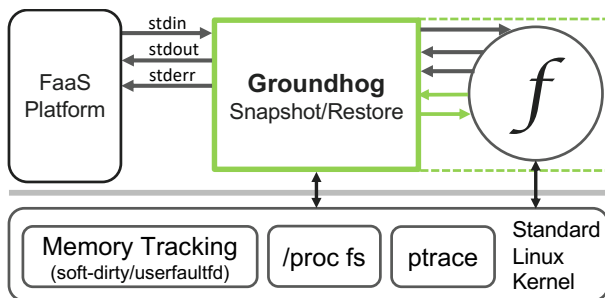 stdin
stdout
stderr
FaaS
Platform
Groundhog
Snapshot/Restore
f
Memory Tracking
(soft-dirty/userfaultfd)
/proc fs
ptrace
Standard
Linux
Kernel